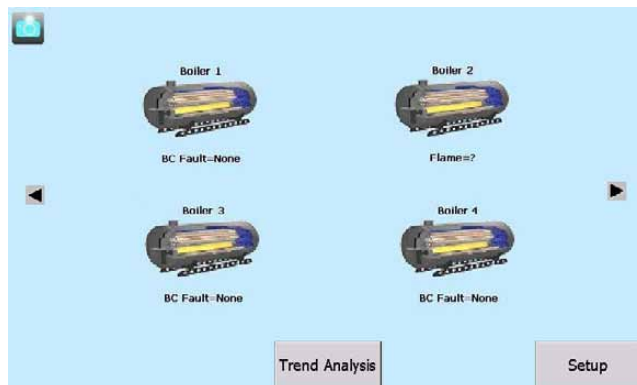 Boiler 1
Boiler 2
BC Fault=None
Flame=?
Boiler 3
Boiler 4
BC Fault=None
BC Fault=None
Trend Analysis
Setup